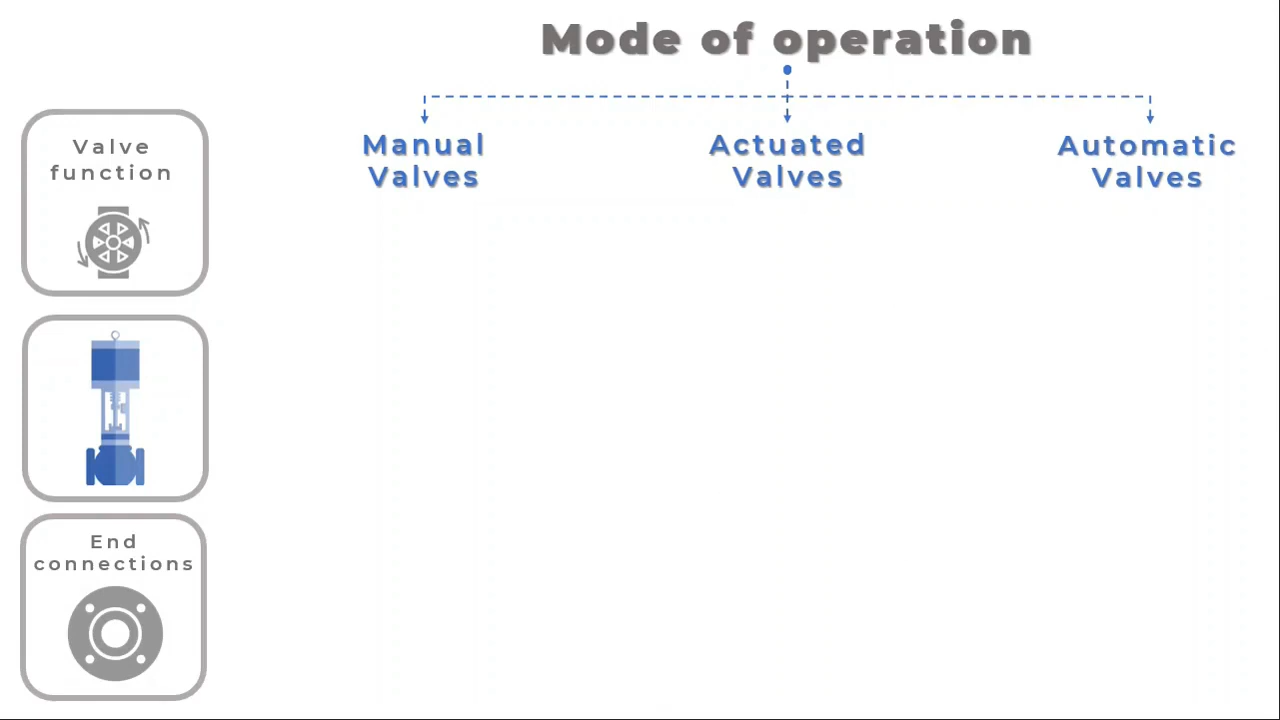 Mode of operation
Manual
Valves
Actuated
Valves
Automatic
Valves
Valve
function
End
connections